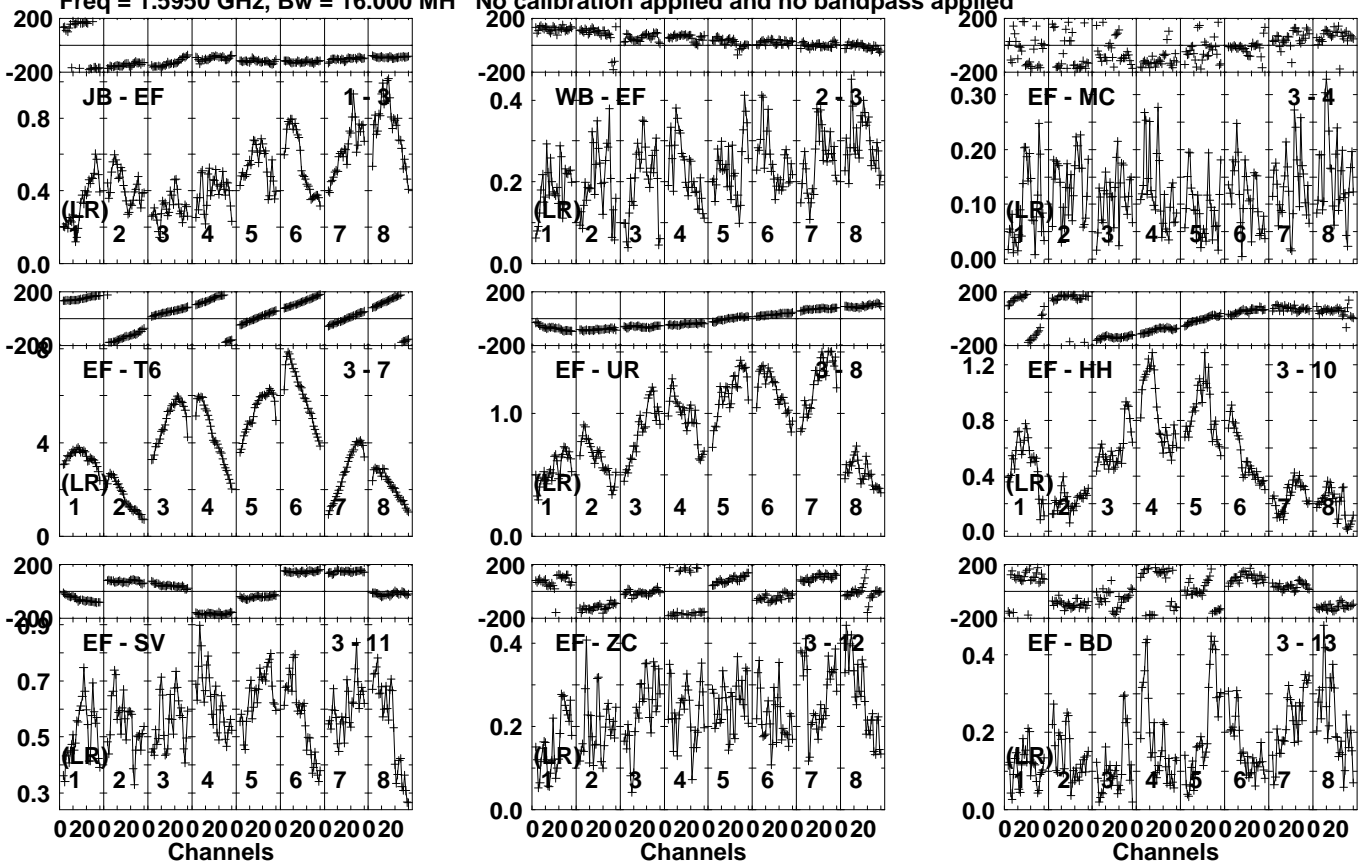 Freq = 1.5950 GHz, Bw = 16.000 MH No calibration applied and no bandpass applied
200 200 200
-200 -200 -200
JB - EF 1 - 3 WB - EF 2 - 3 EF - MC 3 - 4
0.8 0.4 0.4 0.2 0.30 0.20 0.10
(LR) (LR) (LR)
1 2 3 4 5 6 7 8 1 2 3 4 5 6 7 8 1 2 3 4 5 6 7 8
0.0 0.0 0.00
200 200 200
-200 -200 -200
8
EF - T6 3 - 7 EF - UR 3 - 8 EF - HH 3 - 10
4 1.0 1.2 0.8 0.4
(LR) (LR) (LR)
1 2 3 4 5 6 7 8 1 2 3 4 5 6 7 8 1 2 3 4 5 6 7 8
0 0.0 0.0
200 200 200
-200 -200 -200
0.9
EF - SV 3 - 11 EF - ZC 3 - 12 EF - BD 3 - 13
0.7 0.5 0.4 0.2 0.4 0.2
(LR) (LR) (LR)
1 2 3 4 5 6 7 8 1 2 3 4 5 6 7 8 1 2 3 4 5 6 7 8
0.3 0.0 0.0
0 20 0 20 0 20 0 20 0 20 0 20 0 20 0 20 0 20 0 20 0 20 0 20 0 20 0 20 0 20 0 20 0 20 0 20 0 20 0 20 0 20 0 20 0 20 0 20
Channels Channels Channels